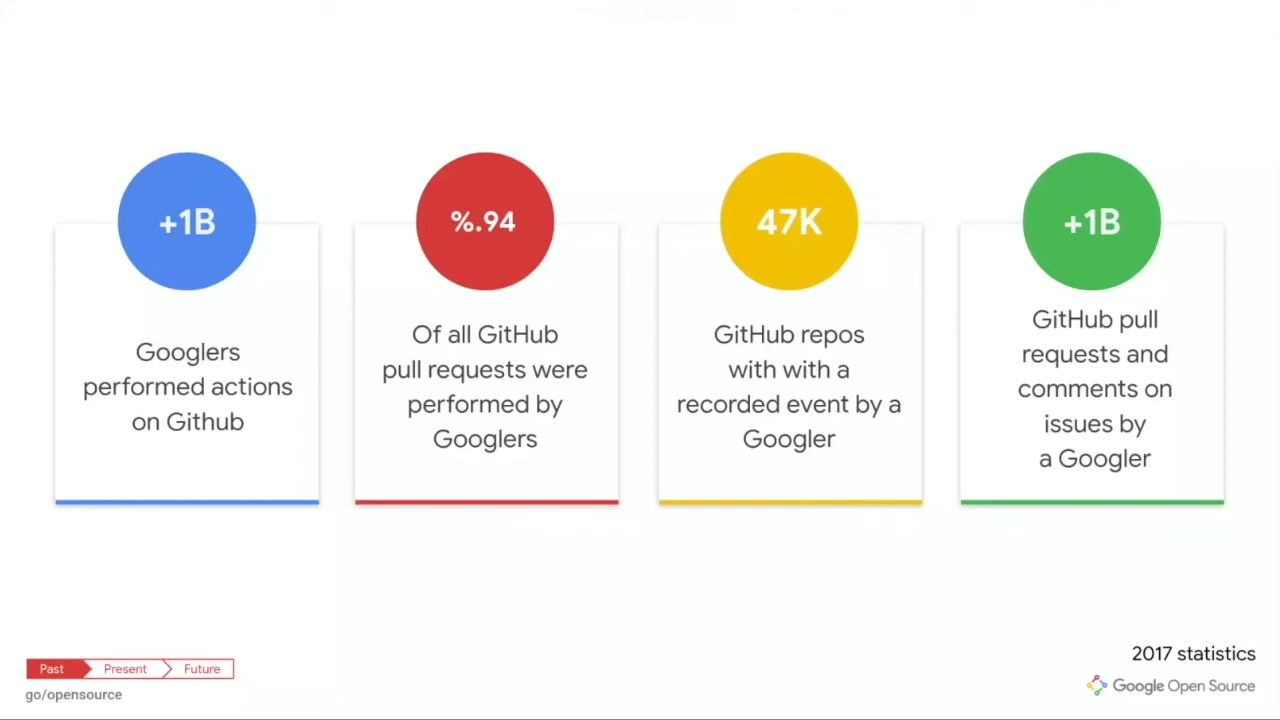 +1B
Googlers
performed actions
on Github
%.94
Of all GitHub
pull requests were
performed by
Googlers
47K
GitHub repos
with with a
recorded event by a
Googler
+1B
GitHub pull
requests and
comments on
issues by
a Googler
Past
Present
Future
go/opensource
2017 statistics
Google Open Source